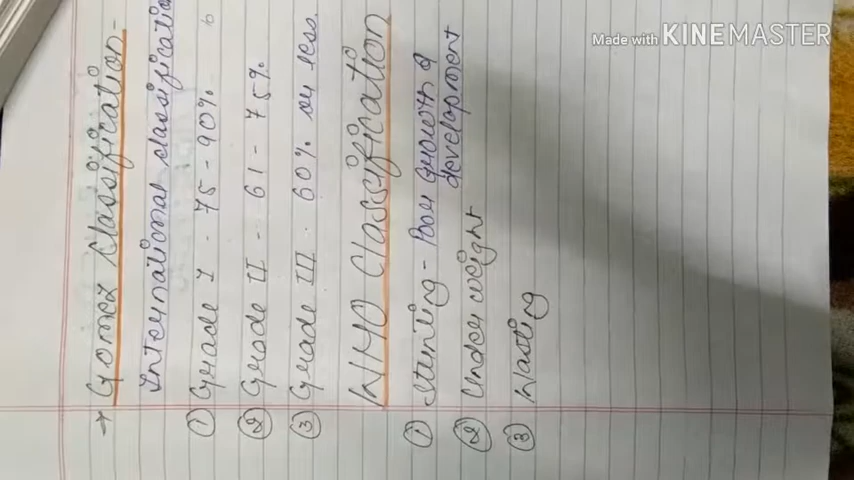 → Gomez classification-
International classification
① Grade I - 75-90%
② Grade II - 61-75%
③ Grade III - 60% or less.
WHO Classification
① Stunting - Poor Growth &
development
② Under weight
③ Wasting
Made with KINEMASTER